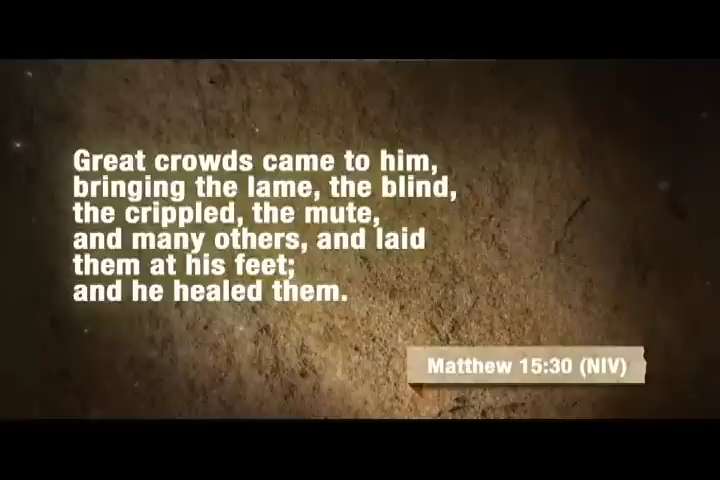 Great crowds came to him,
bringing the lame, the blind,
the crippled, the mute,
and many others, and laid
them at his feet;
and he healed them.
Matthew 15:30 (NIV)